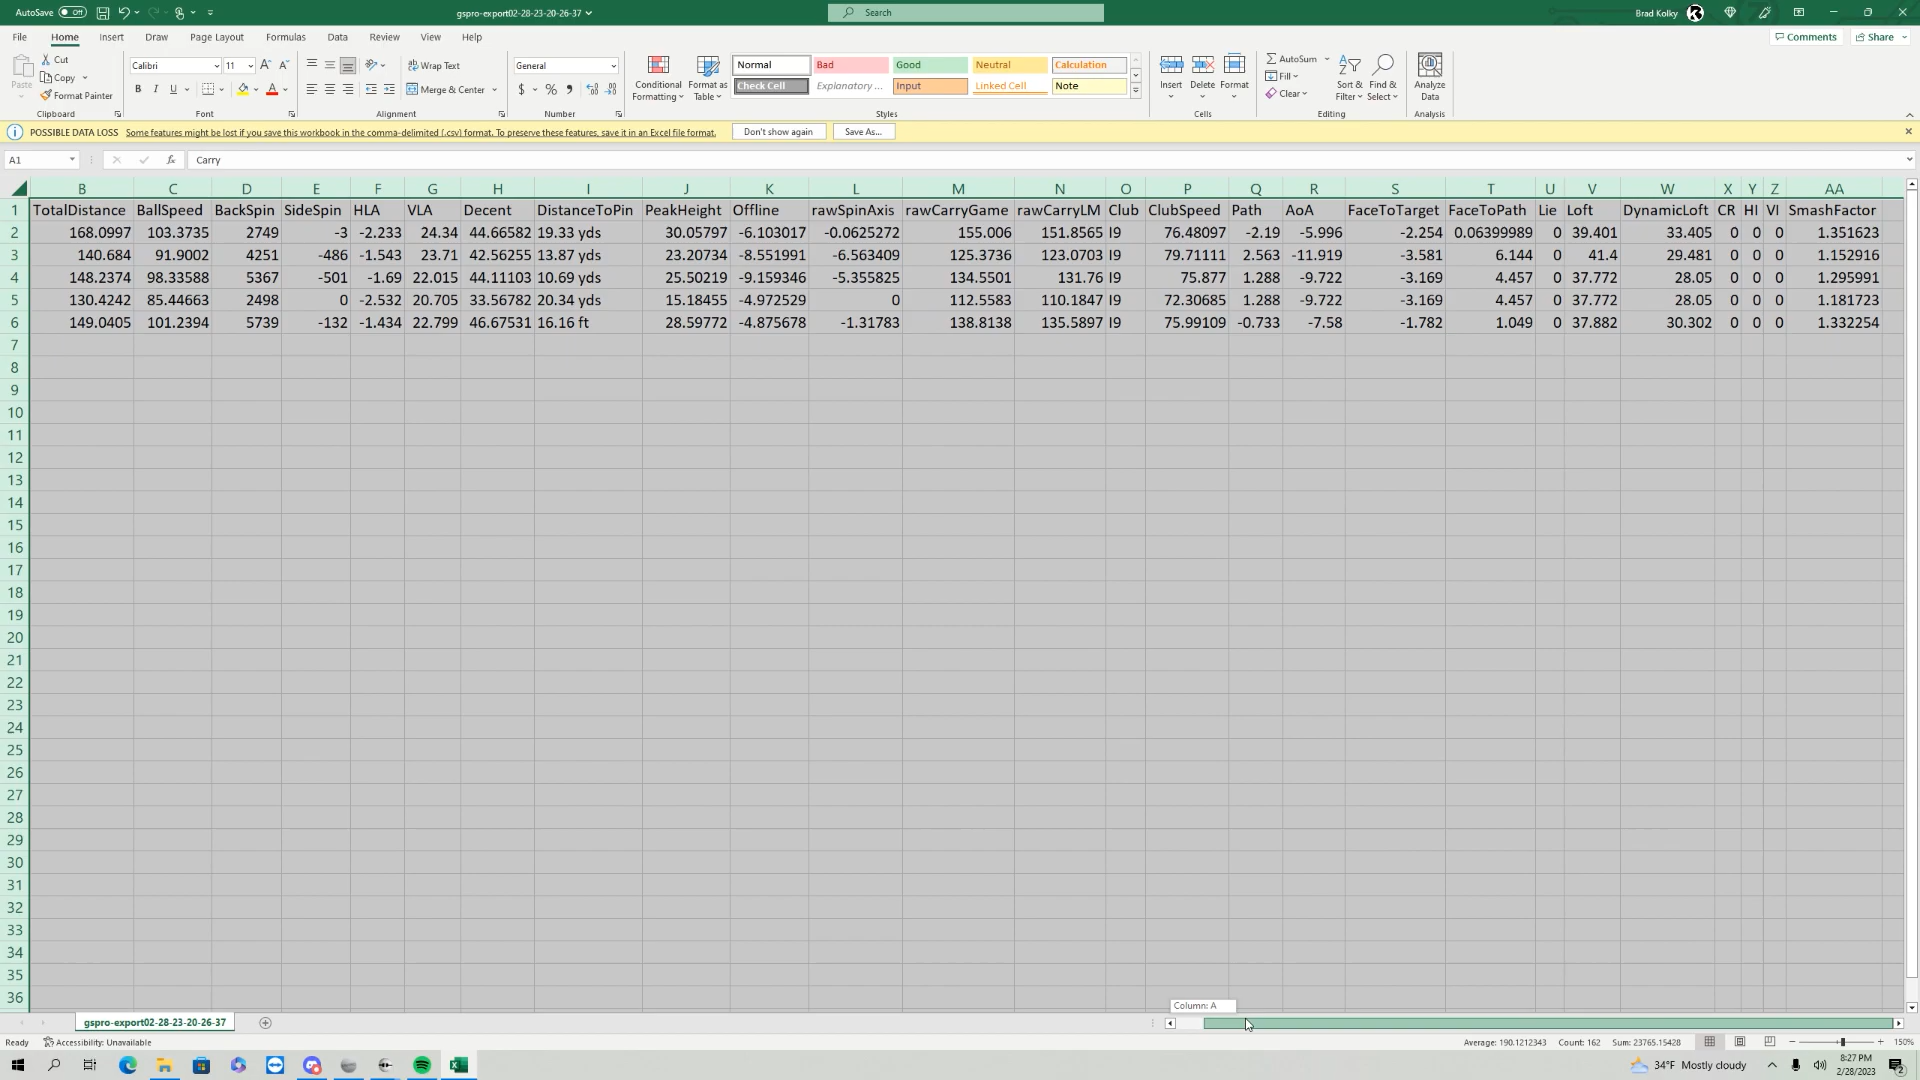 AutoSave Off gspro-export02-28-23-20-26-37 Search Brad Kolky
File Home Insert Draw Page Layout Formulas Data Review View Help Comments Share
Paste Cut Copy Format Painter Clipboard
Calibri 11 B I U Font
Wrap Text Merge & Center Alignment
General $ % Number
Conditional Formatting Format as Table Normal Bad Good Neutral Calculation
Check Cell Explanatory ... Input Linked Cell Note Styles
Insert Delete Format Cells
AutoSum Fill Clear Sort & Filter Find & Select Editing
Analyze Data Analysis
POSSIBLE DATA LOSS Some features might be lost if you save this workbook in the comma-delimited (.csv) format. To preserve these features, save it in an Excel file format. Don't show again Save As...
A1 fx Carry
B C D E F G H I J K L M N O P Q R S T U V W X Y Z AA
1 TotalDistance BallSpeed BackSpin SideSpin HLA VLA Decent DistanceToPin PeakHeight Offline rawSpinAxis rawCarryGame rawCarryLM Club ClubSpeed Path AoA FaceToTarget FaceToPath Lie Loft DynamicLoft CR HI VI SmashFactor
2 168.0997 103.3735 2749 -3 -2.233 24.34 44.66582 19.33 yds 30.05797 -6.103017 -0.0625272 155.006 151.8565 I9 76.48097 -2.19 -5.996 -2.254 0.06399989 0 39.401 33.405 0 0 0 1.351623
3 140.684 91.9002 4251 -486 -1.543 23.71 42.56255 13.87 yds 23.20734 -8.551991 -6.563409 125.3736 123.0703 I9 79.71111 2.563 -11.919 -3.581 6.144 0 41.4 29.481 0 0 0 1.152916
4 148.2374 98.33588 5367 -501 -1.69 22.015 44.11103 10.69 yds 25.50219 -9.159346 -5.355825 134.5501 131.76 I9 75.877 1.288 -9.722 -3.169 4.457 0 37.772 28.05 0 0 0 1.295991
5 130.4242 85.44663 2498 0 -2.532 20.705 33.56782 20.34 yds 15.18455 -4.972529 0 112.5583 110.1847 I9 72.30685 1.288 -9.722 -3.169 4.457 0 37.772 28.05 0 0 0 1.181723
6 149.0405 101.2394 5739 -132 -1.434 22.799 46.67531 16.16 ft 28.59772 -4.875678 -1.31783 138.8138 135.5897 I9 75.99109 -0.733 -7.58 -1.782 1.049 0 37.882 30.302 0 0 0 1.332254
7
8
9
10
11
12
13
14
15
16
17
18
19
20
21
22
23
24
25
26
27
28
29
30
31
32
33
34
35
36
Column: A
gspro-export02-28-23-20-26-37
Ready Accessibility: Unavailable Average: 190.1212343 Count: 162 Sum: 23765.15428 150%
34°F Mostly cloudy 8:27 PM
2/28/2023 2